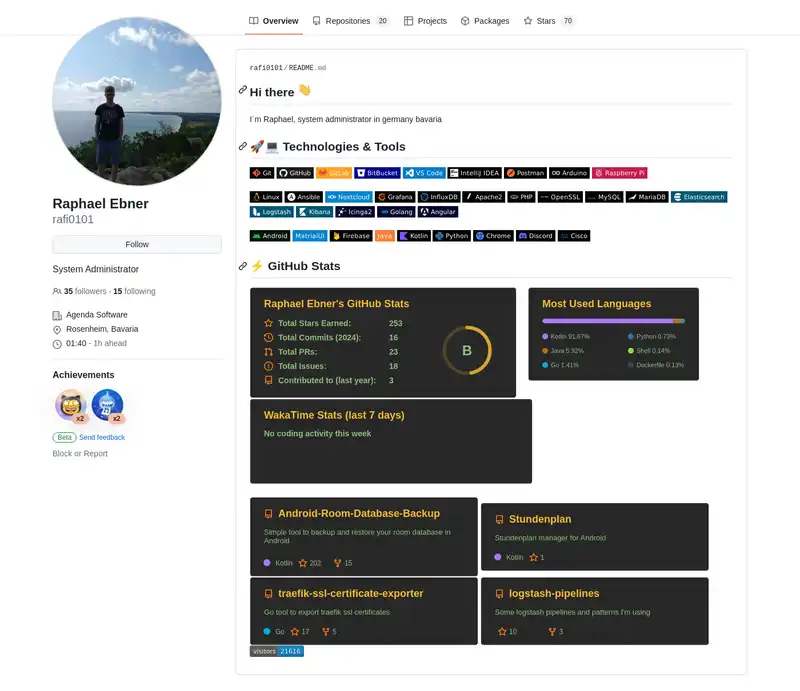 Overview Repositories 20 Projects Packages Stars 70
Raphael Ebner
rafi0101
Follow
System Administrator
35 followers · 15 following
Agenda Software
Rosenheim, Bavaria
01:40 - 1h ahead
Achievements
x2 x2
Beta Send feedback
Block or Report
rafi0101/README.md
Hi there 👋
I´m Raphael, system administrator in germany bavaria
🚀💻 Technologies & Tools
Git GitHub GitLab BitBucket VS Code IntelliJ IDEA Postman Arduino Raspberry Pi
Linux Ansible Nextcloud Grafana InfluxDB Apache2 PHP OpenSSL MySQL MariaDB Elasticsearch
Logstash Kibana Icinga2 Golang Angular
Android MatrialUI Firebase Java Kotlin Python Chrome Discord Cisco
⚡ GitHub Stats
Raphael Ebner's GitHub Stats
Total Stars Earned: 253
Total Commits (2024): 16
Total PRs: 23
Total Issues: 18
Contributed to (last year): 3
B
Most Used Languages
Kotlin 91.67% Python 0.73%
Java 5.92% Shell 0.14%
Go 1.41% Dockerfile 0.13%
WakaTime Stats (last 7 days)
No coding activity this week
Android-Room-Database-Backup
Simple tool to backup and restore your room database in
Android
Kotlin 202 15
Stundenplan
Stundenplan manager for Android
Kotlin 1
traefik-ssl-certificate-exporter
Go tool to export traefik ssl certificates
Go 17 5
logstash-pipelines
Some logstash pipelines and patterns I'm using
10 3
visitors 21616